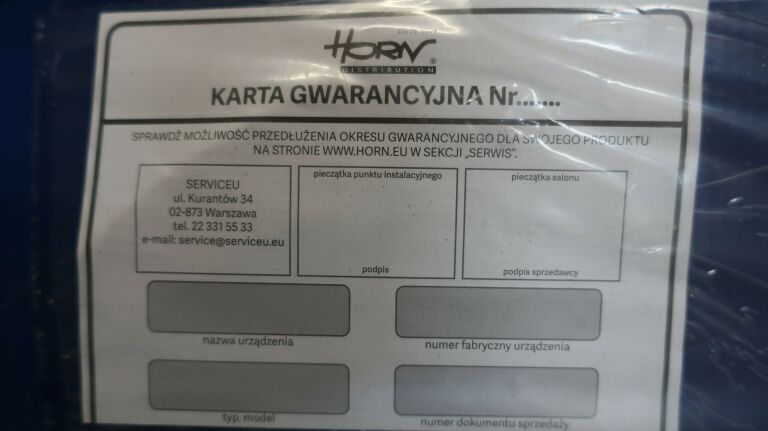 SINCE 1974
HORN®
DISTRIBUTION
KARTA GWARANCYJNA Nr.......
SPRAWDŹ MOŻLIWOŚĆ PRZEDŁUŻENIA OKRESU GWARANCYJNEGO DLA SWOJEGO PRODUKTU
NA STRONIE WWW.HORN.EU W SEKCJI „SERWIS”.
SERVICEU
ul. Kurantów 34
02-873 Warszawa
tel. 22 331 55 33
e-mail: service@serviceu.eu
pieczątka punktu instalacyjnego
podpis
pieczątka salonu
podpis sprzedawcy
nazwa urządzenia
numer fabryczny urządzenia
typ, model
numer dokumentu sprzedaży